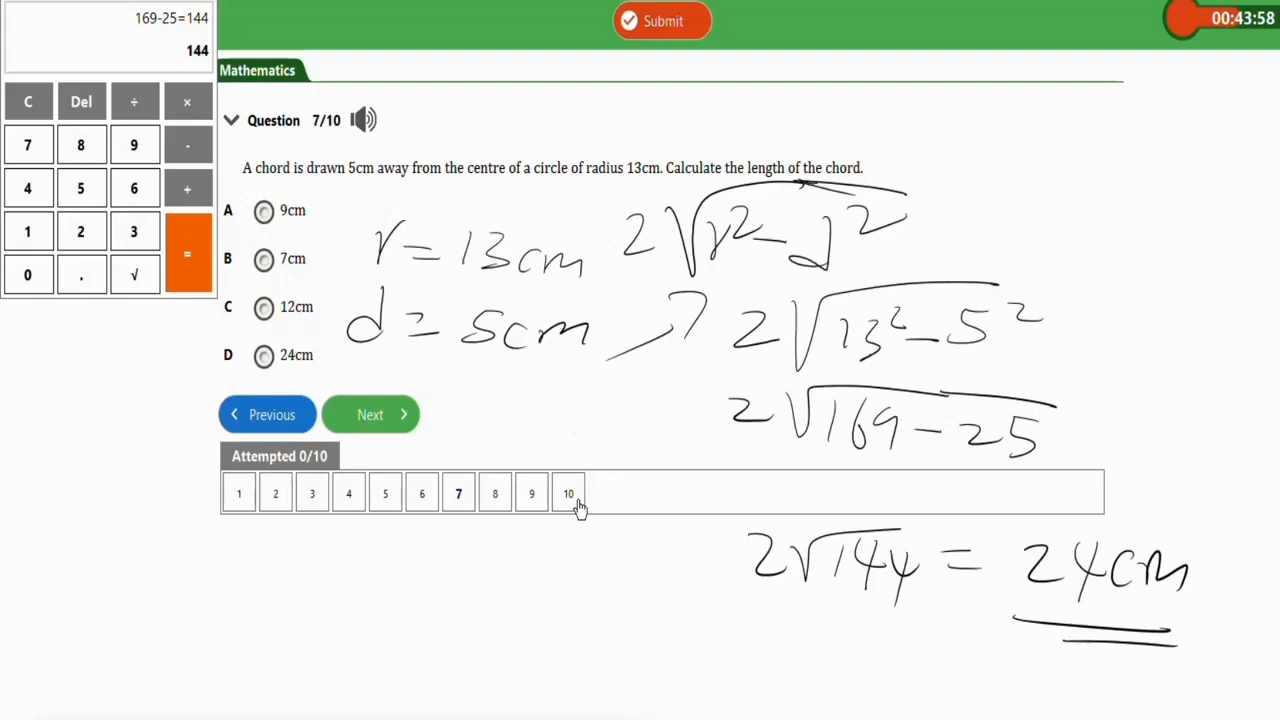 169-25=144
144
C Del ÷ ×
7 8 9 -
4 5 6 +
1 2 3 =
0 . √
Submit
00:43:58
Mathematics
Question 7/10
A chord is drawn 5cm away from the centre of a circle of radius 13cm. Calculate the length of the chord.
A 9cm
B 7cm
C 12cm
D 24cm
r = 13cm
d = 5cm
2√r² - d²
2√13² - 5²
2√169 - 25
2√144 = 24cm
Previous Next
Attempted 0/10
1 2 3 4 5 6 7 8 9 10